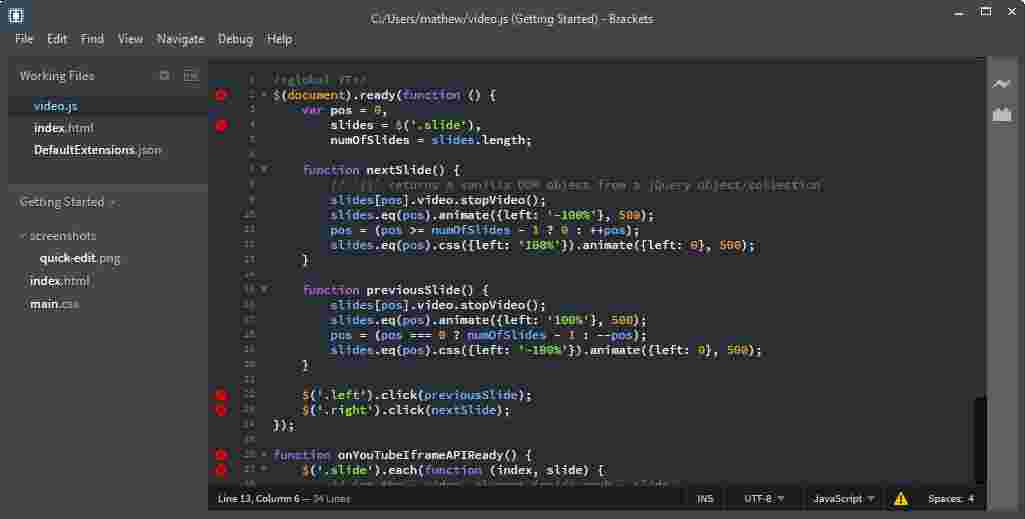 C:/Users/mathew/video.js (Getting Started) - Brackets
File Edit Find View Navigate Debug Help
Working Files
video.js
index.html
DefaultExtensions.json
Getting Started
screenshots
quick-edit.png
index.html
main.css
1 /*global YT*/
2 $(document).ready(function () {
3 var pos = 0,
4 slides = $('.slide'),
5 numOfSlides = slides.length;
6
7 function nextSlide() {
8 // `[]` returns a vanilla DOM object from a jQuery object/collection
9 slides[pos].video.stopVideo();
10 slides.eq(pos).animate({left: '-100%'}, 500);
11 pos = (pos >= numOfSlides - 1 ? 0 : ++pos);
12 slides.eq(pos).css({left: '100%'}).animate({left: 0}, 500);
13 }
14
15 function previousSlide() {
16 slides[pos].video.stopVideo();
17 slides.eq(pos).animate({left: '100%'}, 500);
18 pos = (pos === 0 ? numOfSlides - 1 : --pos);
19 slides.eq(pos).css({left: '-100%'}).animate({left: 0}, 500);
20 }
21
22 $('.left').click(previousSlide);
23 $('.right').click(nextSlide);
24 });
25
26 function onYouTubeIframeAPIReady() {
27 $('.slide').each(function (index, slide) {
Line 13, Column 6 — 34 Lines
INS UTF-8 JavaScript Spaces: 4